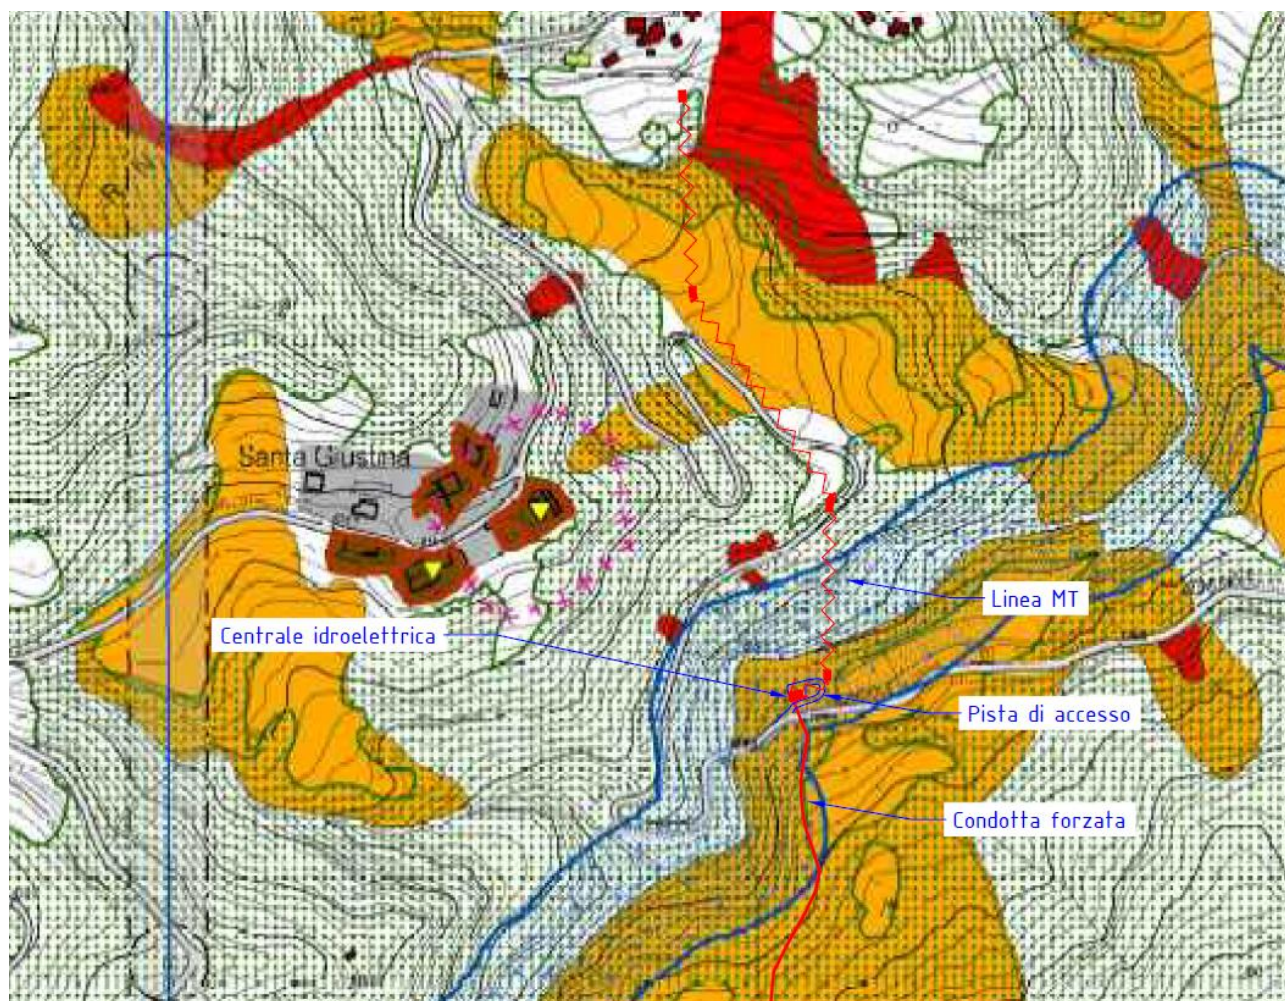 Santa Giustina
Linea MT
Centrale idroelettrica
Pista di accesso
Condotta forzata